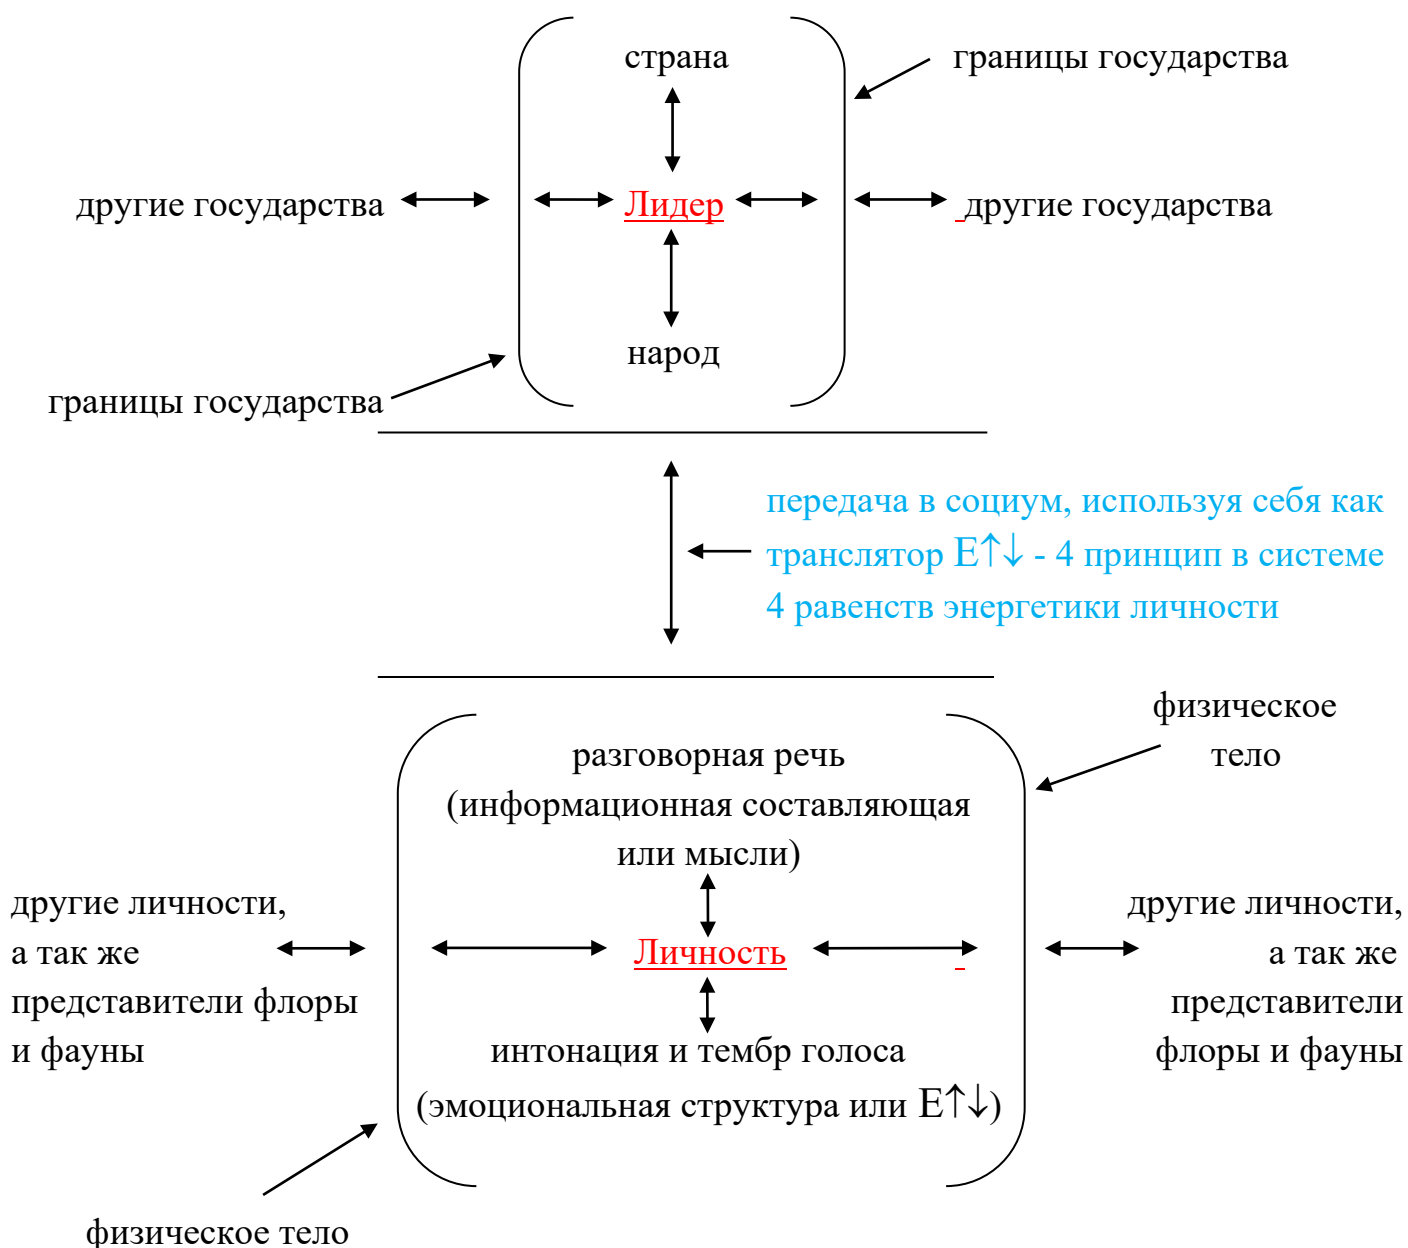 страна
границы государства
другие государства
Лидер
другие государства
народ
границы государства
передача в социум, используя себя как
транслятор E↑↓ - 4 принцип в системе
4 равенств энергетики личности
физическое
тело
разговорная речь
(информационная составляющая
или мысли)
другие личности,
а так же
представители флоры
и фауны
Личность
другие личности,
а так же
представители
флоры и фауны
интонация и тембр голоса
(эмоциональная структура или E↑↓)
физическое тело